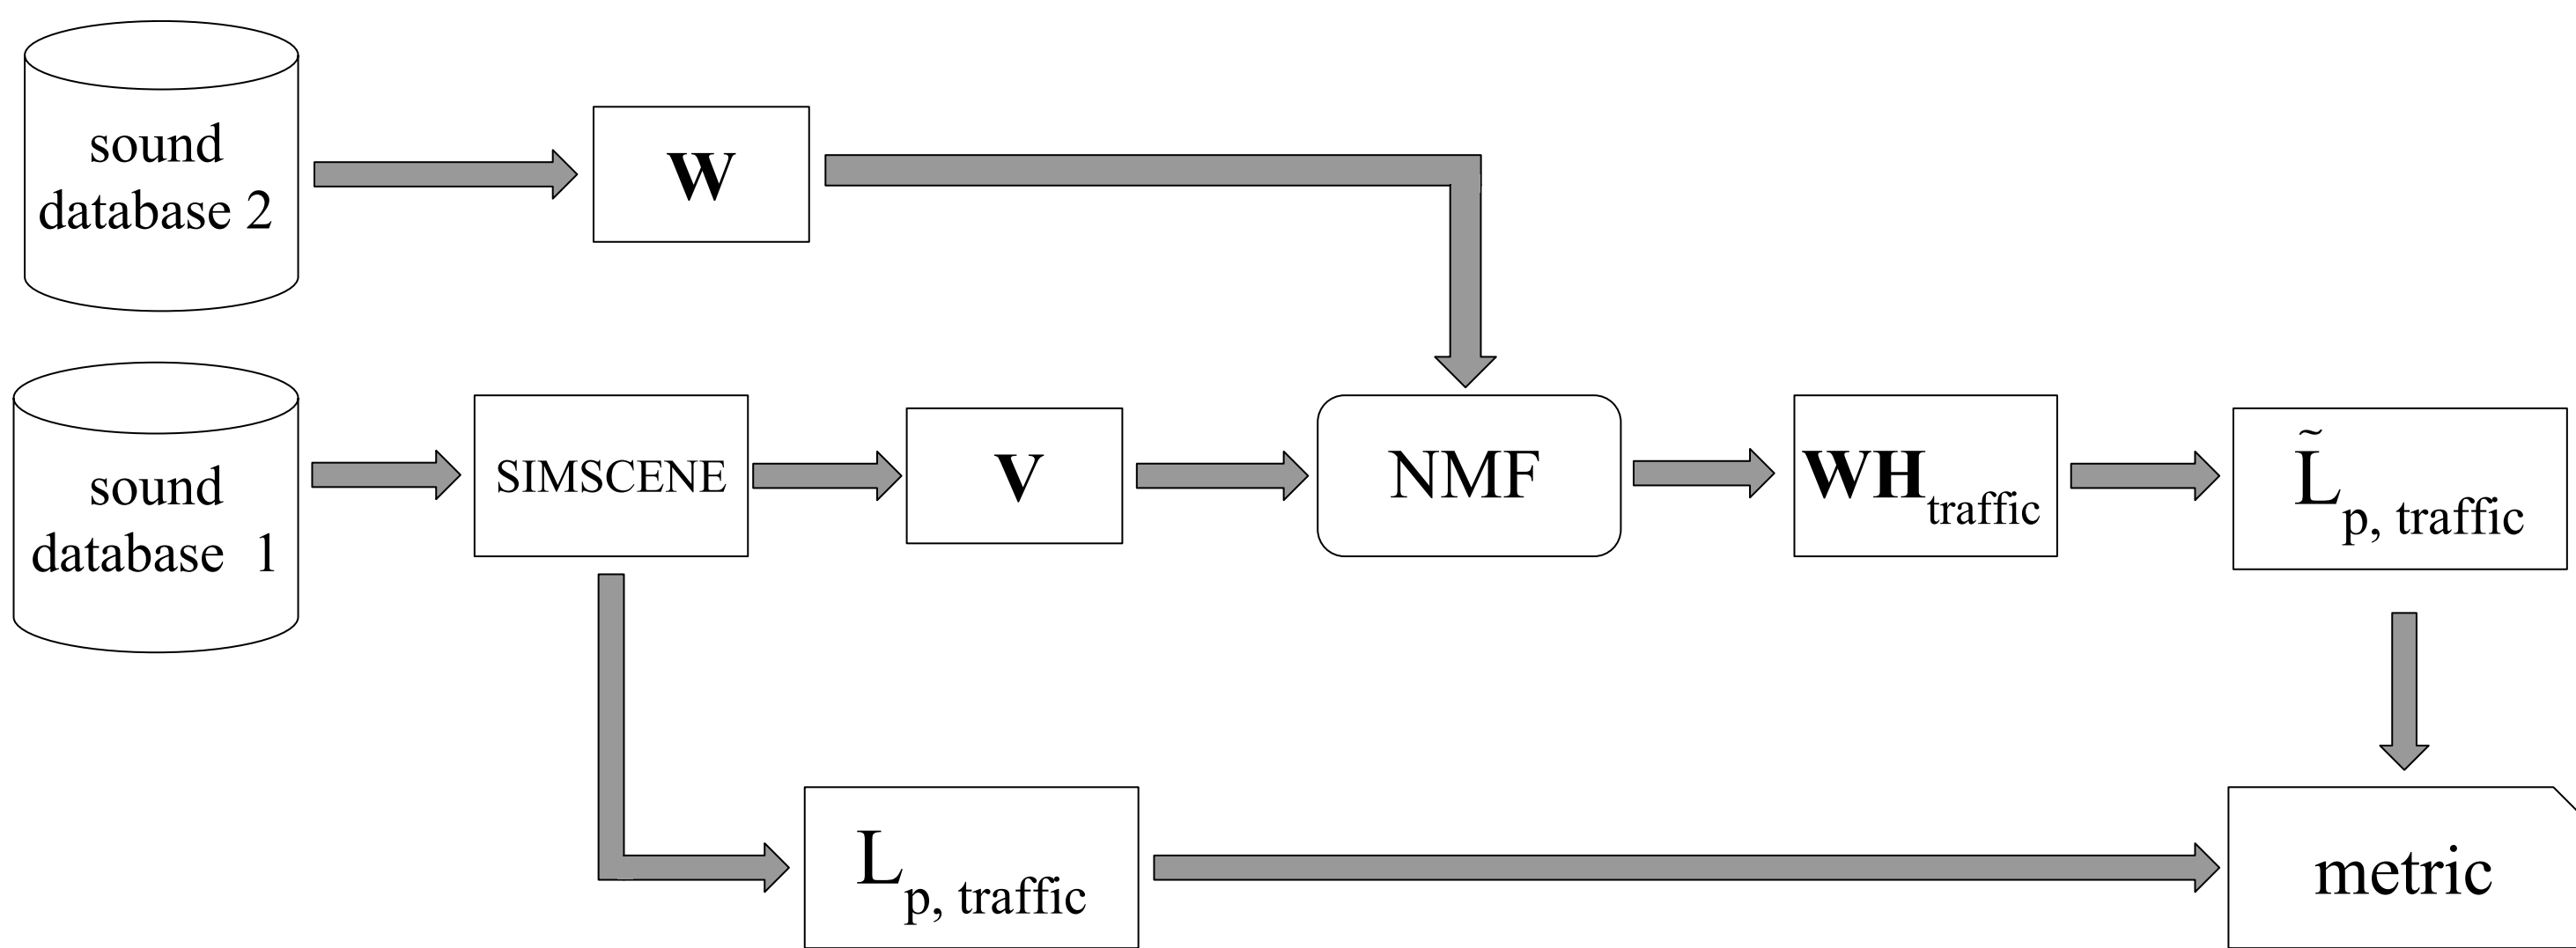 sound
database 2
W
sound
database 1
SIMSCENE
V
NMF
WH traffic
L̃ p, traffic
L p, traffic
metric